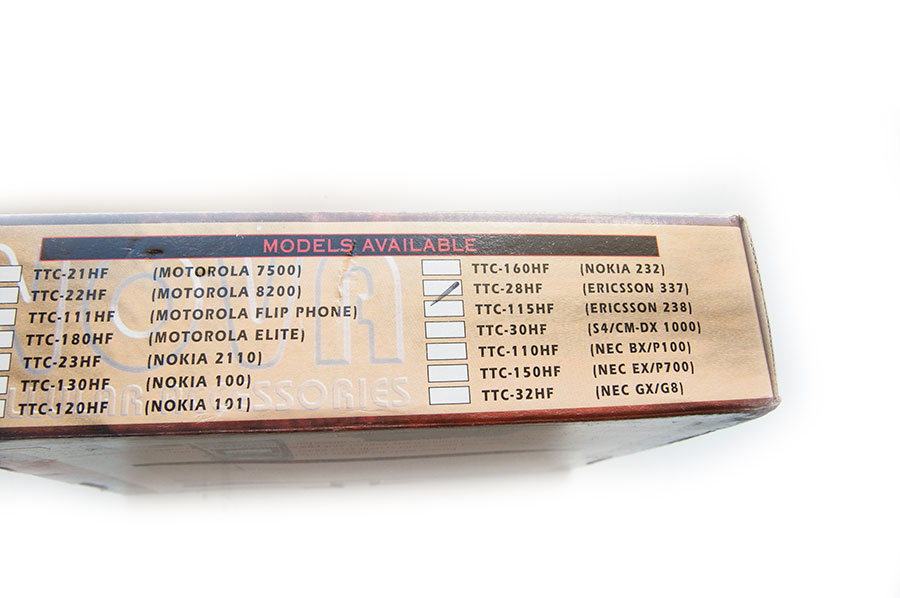 MODELS AVAILABLE
TTC-21HF (MOTOROLA 7500)
TTC-22HF (MOTOROLA 8200)
TTC-111HF (MOTOROLA FLIP PHONE)
TTC-180HF (MOTOROLA ELITE)
TTC-23HF (NOKIA 2110)
TTC-130HF (NOKIA 100)
TTC-120HF (NOKIA 101)
TTC-160HF (NOKIA 232)
TTC-28HF (ERICSSON 337)
TTC-115HF (ERICSSON 238)
TTC-30HF (S4/CM-DX 1000)
TTC-110HF (NEC BX/P100)
TTC-150HF (NEC EX/P700)
TTC-32HF (NEC GX/G8)
NOVA